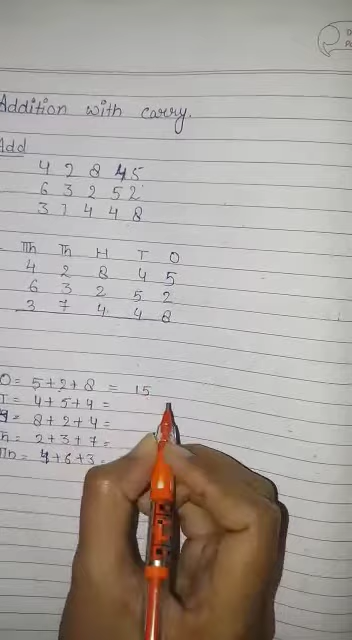 Addition with carry.
Add
4 2 8 4 5
6 3 2 5 2
3 7 4 4 8
Th Th H T O
4 2 8 4 5
6 3 2 5 2
3 7 4 4 8
O = 5+2+8 = 15
T = 4+5+4=
= 8+2+4=
= 2+3+7=
= 4+6+3=